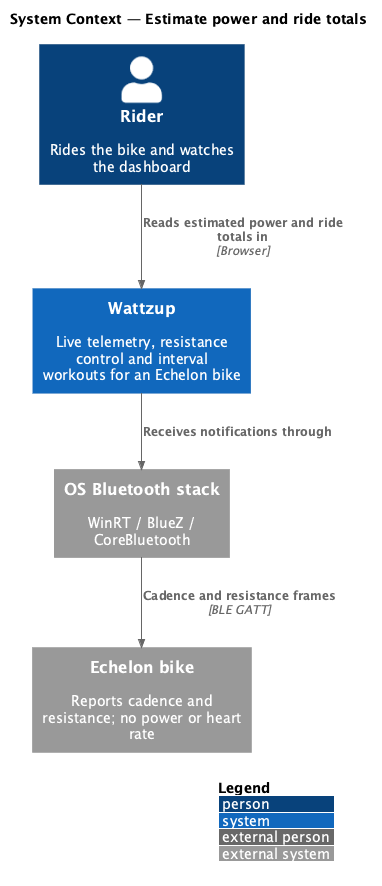 System Context — Estimate power and ride totals
Rider
Rides the bike and watches
the dashboard
Reads estimated power and ride
totals in
[Browser]
Wattzup
Live telemetry, resistance
control and interval
workouts for an Echelon bike
Receives notifications through
OS Bluetooth stack
WinRT / BlueZ /
CoreBluetooth
Cadence and resistance frames
[BLE GATT]
Echelon bike
Reports cadence and
resistance; no power or heart
rate
Legend
person
system
external person
external system